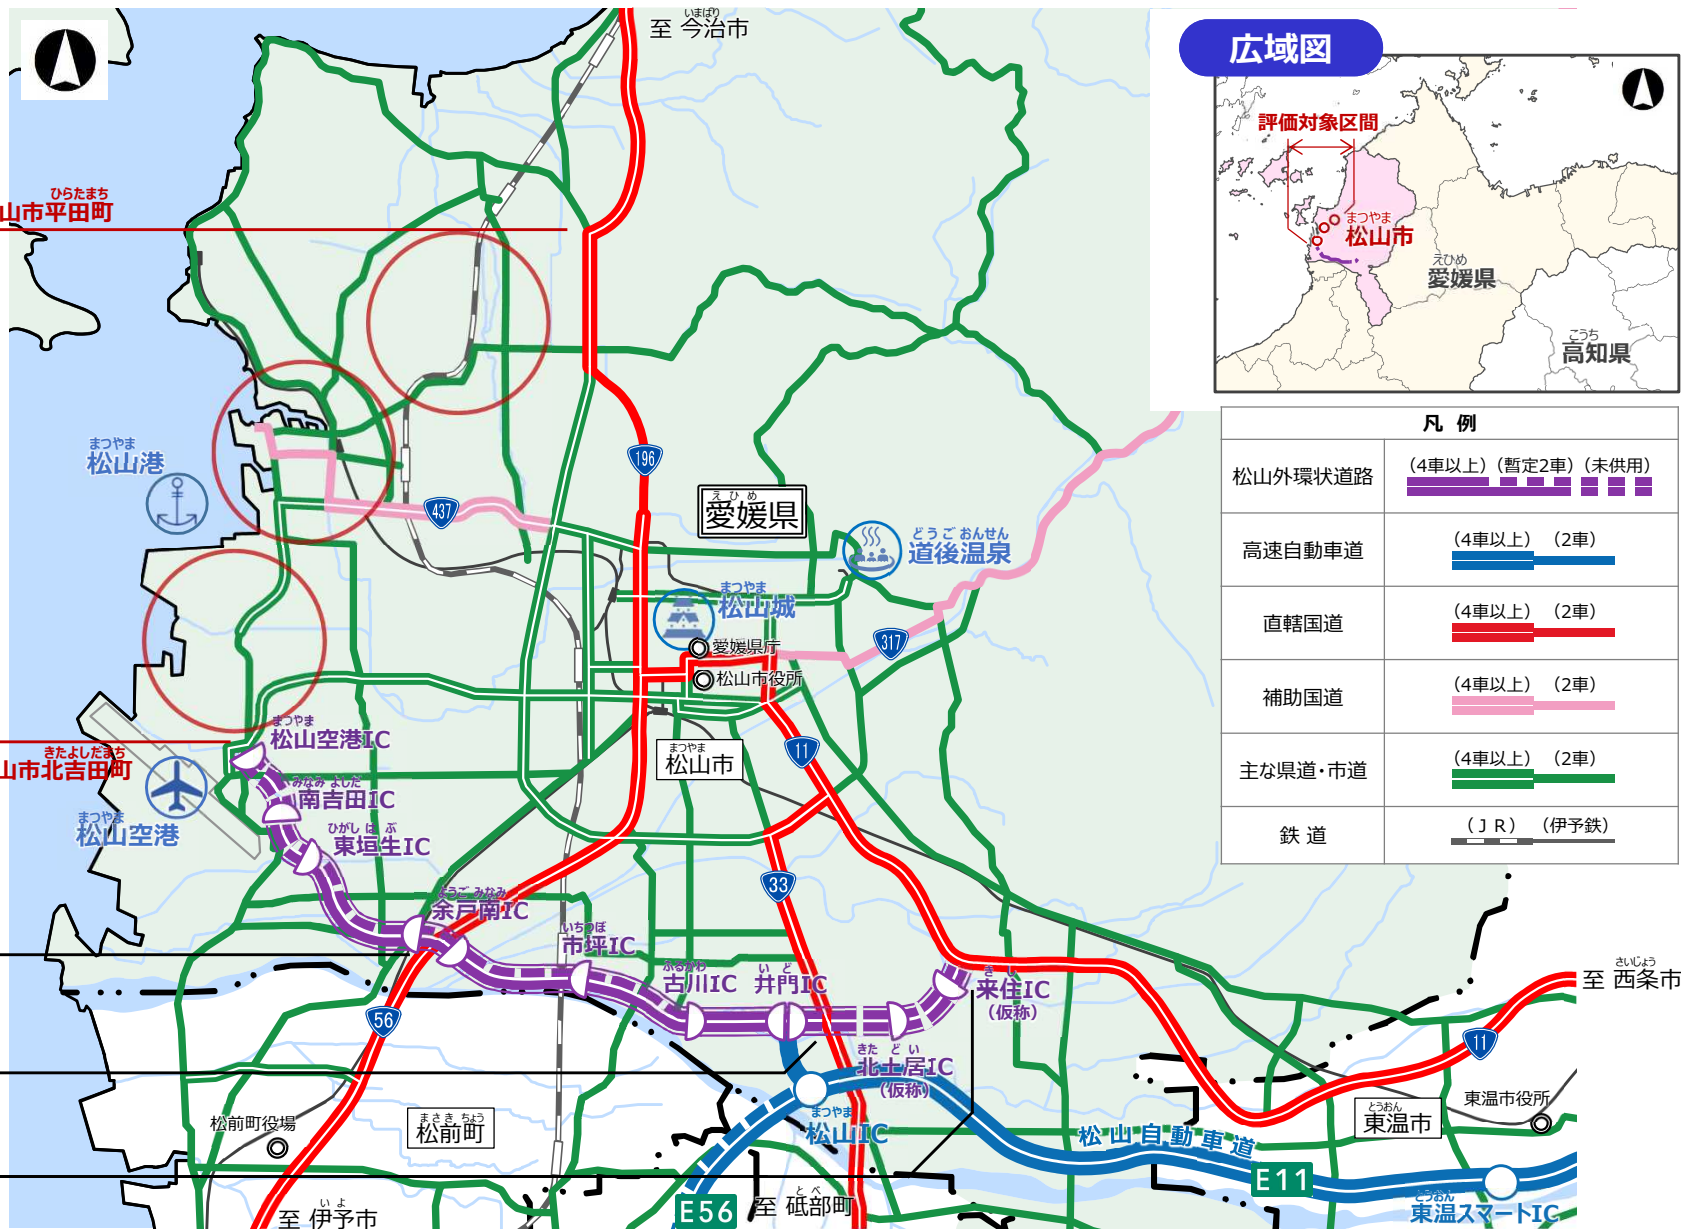 いまばり
至 今治市
広域図
評価対象区間
まつやま
松山市
えひめ
愛媛県
こうち
高知県
ひらたまち
山市平田町
まつやま
松山港
196
437
えひめ
愛媛県
どうごおんせん
道後温泉
まつやま
松山城
愛媛県庁
松山市役所
317
凡 例
松山外環状道路
(4車以上) (暫定2車) (未供用)
高速自動車道
(4車以上) (2車)
直轄国道
(4車以上) (2車)
補助国道
(4車以上) (2車)
主な県道・市道
(4車以上) (2車)
鉄 道
(ＪＲ) (伊予鉄)
まつやま
松山空港IC
きたよしだまち
山市北吉田町
まつやま
松山市
11
みなみよしだ
南吉田IC
まつやま
松山空港
ひがしはぶ
東垣生IC
33
ようごみなみ
余戸南IC
いちつぼ
市坪IC
ふるかわ
古川IC
いど
井門IC
きし
来住IC
(仮称)
さいじょう
至 西条市
56
11
きたどい
北土居IC
(仮称)
まつやま
松山IC
松前町役場
まさきちょう
松前町
松山自動車道
とうおん
東温市
東温市役所
E11
E56
とべ
至 砥部町
いよ
至 伊予市
とうおん
東温スマートIC